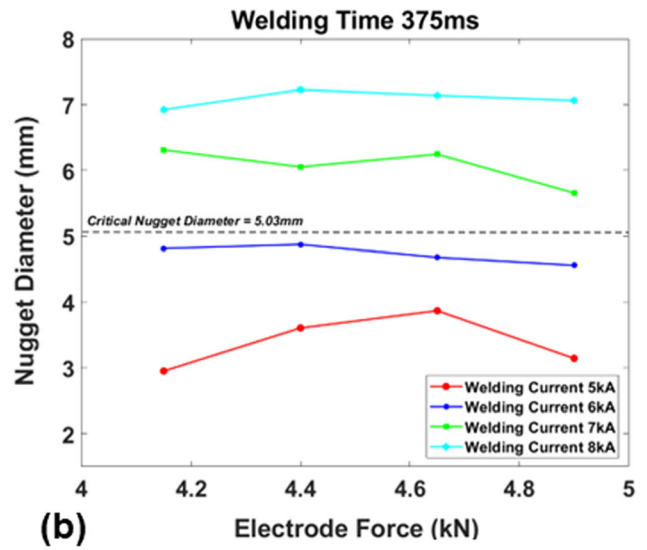 Welding Time 375ms
8
7
6
5
4
3
2
Nugget Diameter (mm)
Critical Nugget Diameter = 5.03mm
Welding Current 5kA
Welding Current 6kA
Welding Current 7kA
Welding Current 8kA
4 4.2 4.4 4.6 4.8 5
(b) Electrode Force (kN)